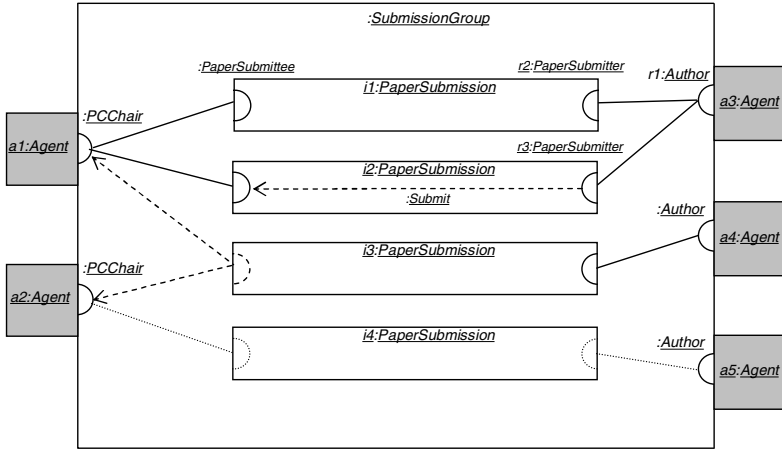 :SubmissionGroup
:PaperSubmittee
r2:PaperSubmitter
r1:Author
i1:PaperSubmission
a3:Agent
:PCChair
a1:Agent
r3:PaperSubmitter
i2:PaperSubmission
:Submit
:Author
a4:Agent
i3:PaperSubmission
:PCChair
a2:Agent
i4:PaperSubmission
:Author
a5:Agent